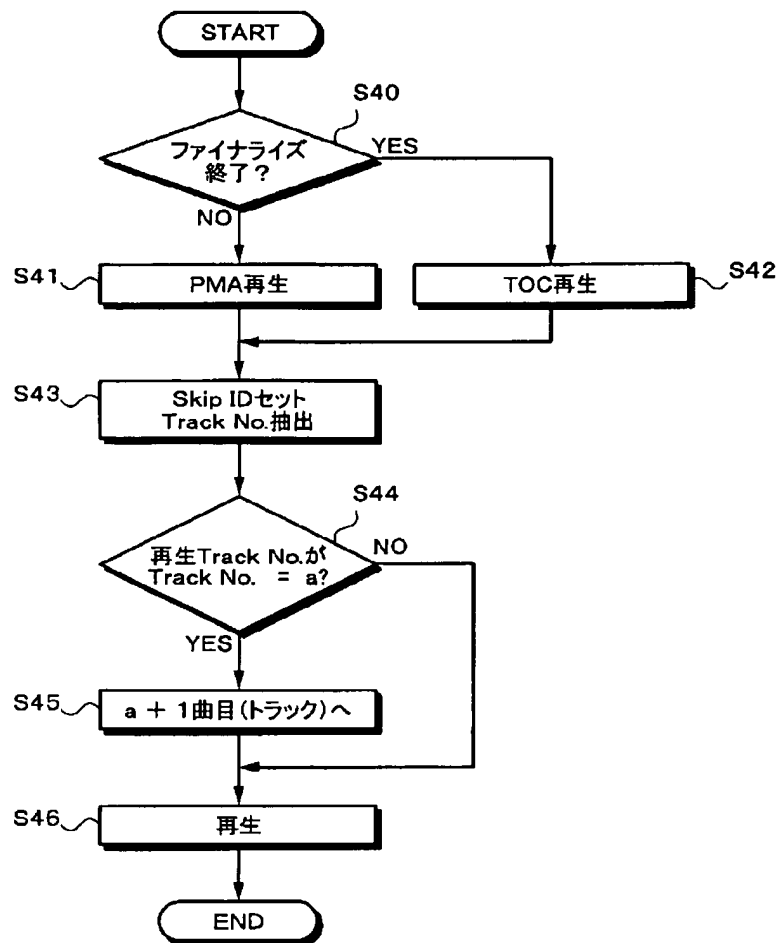 START
S40
ファイナライズ
終了?
YES
NO
S41
PMA再生
TOC再生
S42
S43
Skip IDセット
Track No.抽出
S44
再生Track No.が
Track No. = a?
NO
YES
S45
a + 1曲目(トラック)へ
S46
再生
END